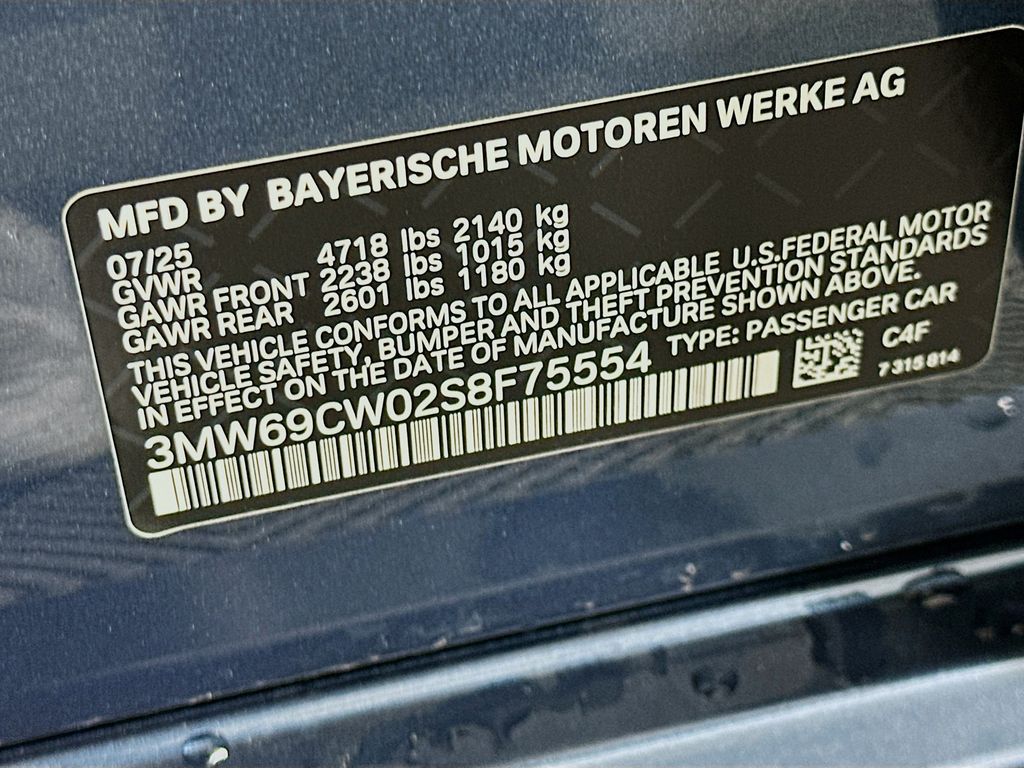 MFD BY BAYERISCHE MOTOREN WERKE AG
07/25
GVWR 4718 lbs 2140 kg
GAWR FRONT 2238 lbs 1015 kg
GAWR REAR 2601 lbs 1180 kg
THIS VEHICLE CONFORMS TO ALL APPLICABLE U.S.FEDERAL MOTOR
VEHICLE SAFETY, BUMPER AND THEFT PREVENTION STANDARDS
IN EFFECT ON THE DATE OF MANUFACTURE SHOWN ABOVE.
3MW69CW02S8F75554 TYPE: PASSENGER CAR
C4F
7 315 614